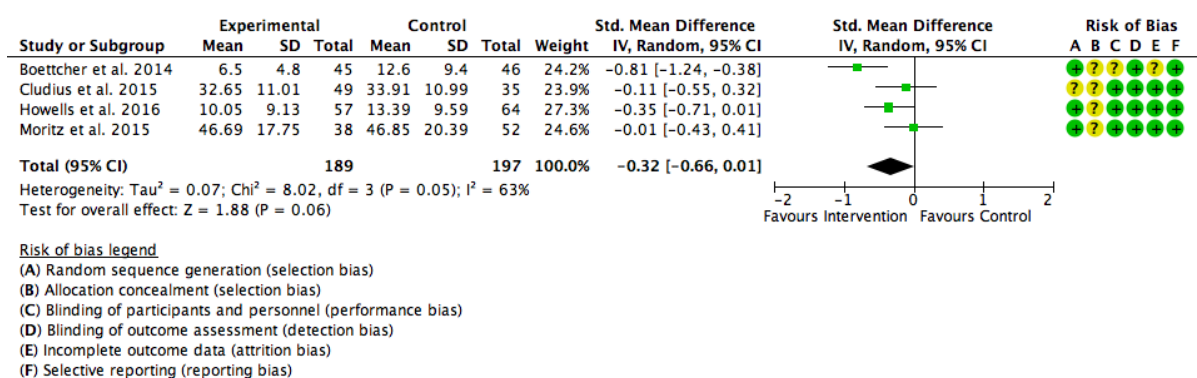 Experimental Control Std. Mean Difference Std. Mean Difference Risk of Bias
Study or Subgroup Mean SD Total Mean SD Total Weight IV, Random, 95% CI IV, Random, 95% CI A B C D E F
Boettcher et al. 2014 6.5 4.8 45 12.6 9.4 46 24.2% -0.81 [-1.24, -0.38] + ? ? + ? +
Cludius et al. 2015 32.65 11.01 49 33.91 10.99 35 23.9% -0.11 [-0.55, 0.32] ? ? + + + +
Howells et al. 2016 10.05 9.13 57 13.39 9.59 64 27.3% -0.35 [-0.71, 0.01] + ? + + + +
Moritz et al. 2015 46.69 17.75 38 46.85 20.39 52 24.6% -0.01 [-0.43, 0.41] + ? + + + +
Total (95% CI) 189 197 100.0% -0.32 [-0.66, 0.01]
Heterogeneity: Tau² = 0.07; Chi² = 8.02, df = 3 (P = 0.05); I² = 63%
Test for overall effect: Z = 1.88 (P = 0.06)
-2 -1 0 1 2
Favours Intervention Favours Control
Risk of bias legend
(A) Random sequence generation (selection bias)
(B) Allocation concealment (selection bias)
(C) Blinding of participants and personnel (performance bias)
(D) Blinding of outcome assessment (detection bias)
(E) Incomplete outcome data (attrition bias)
(F) Selective reporting (reporting bias)